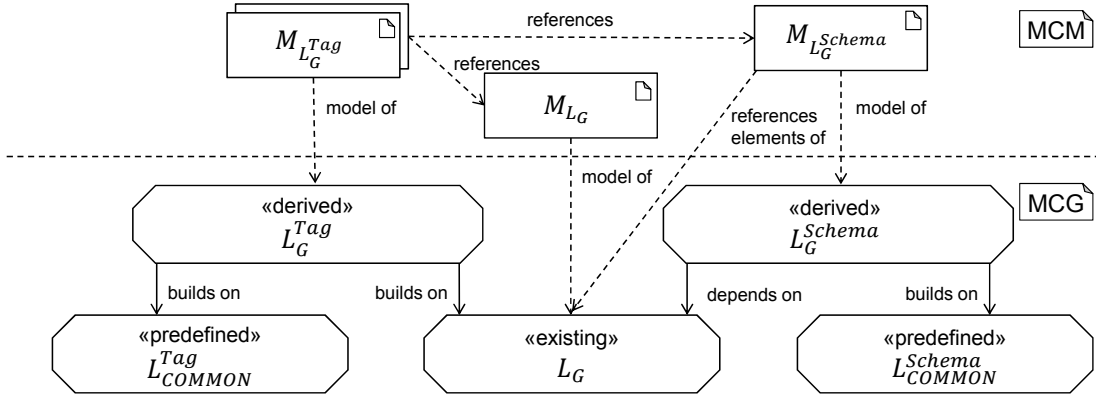 references
MCM
M_{L_G^{Tag}}
M_{L_G^{Schema}}
references
M_{L_G}
model of
references
elements of
model of
model of
MCG
«derived»
L_G^{Tag}
«derived»
L_G^{Schema}
builds on
builds on
depends on
builds on
«predefined»
L_{COMMON}^{Tag}
«existing»
L_G
«predefined»
L_{COMMON}^{Schema}